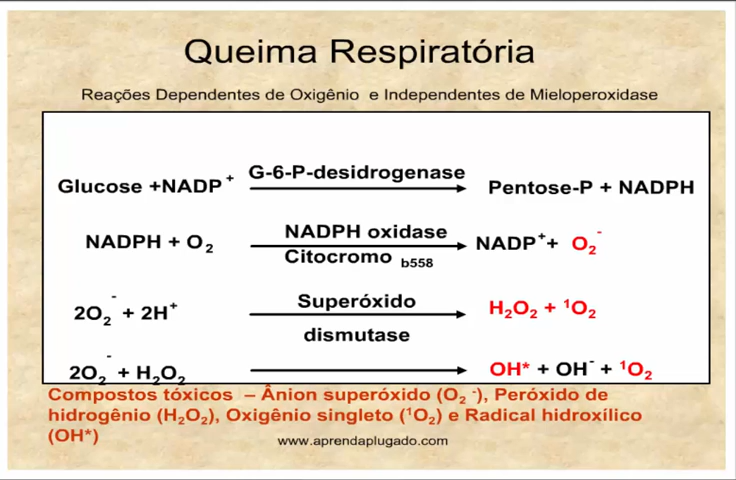 Queima Respiratória
Reações Dependentes de Oxigênio e Independentes de Mieloperoxidase
Glucose +NADP⁺ G-6-P-desidrogenase Pentose-P + NADPH
NADPH + O₂ NADPH oxidase NADP⁺+ O₂⁻
Citocromo b558
2O₂⁻ + 2H⁺ Superóxido H₂O₂ + ¹O₂
dismutase
2O₂⁻ + H₂O₂ OH* + OH⁻ + ¹O₂
Compostos tóxicos – Ânion superóxido (O₂⁻), Peróxido de
hidrogênio (H₂O₂), Oxigênio singleto (¹O₂) e Radical hidroxílico
(OH*)
www.aprendaplugado.com